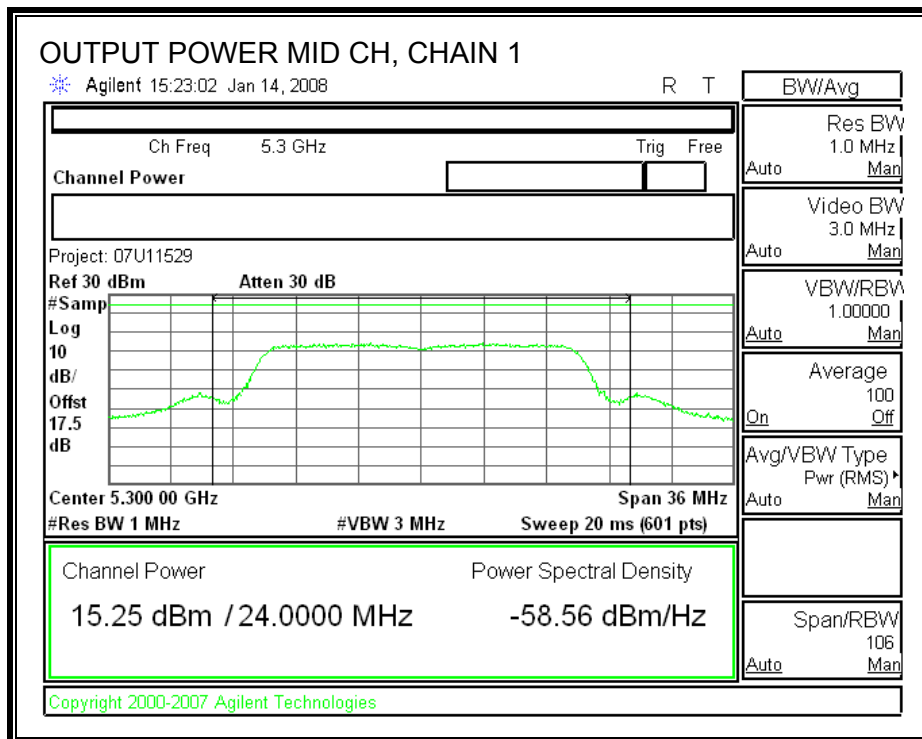 OUTPUT POWER MID CH, CHAIN 1
Agilent 15:23:02 Jan 14, 2008 R T
Ch Freq 5.3 GHz Trig Free
Channel Power
Project: 07U11529
Ref 30 dBm Atten 30 dB
#Samp
Log
10
dB/
Offst
17.5
dB
Center 5.300 00 GHz Span 36 MHz
#Res BW 1 MHz #VBW 3 MHz Sweep 20 ms (601 pts)
Channel Power Power Spectral Density
15.25 dBm / 24.0000 MHz -58.56 dBm/Hz
Copyright 2000-2007 Agilent Technologies
BW/Avg
Res BW
1.0 MHz
Auto Man
Video BW
3.0 MHz
Auto Man
VBW/RBW
1.00000
Auto Man
Average
100
On Off
Avg/VBW Type
Pwr (RMS)
Auto Man
Span/RBW
106
Auto Man